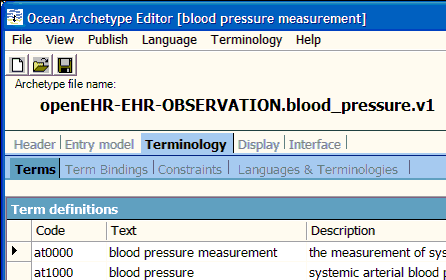 Ocean Archetype Editor [blood pressure measurement]
File View Publish Language Terminology Help
Archetype file name:
openEHR-EHR-OBSERVATION.blood_pressure.v1
Header Entry model Terminology Display Interface
Terms Term Bindings Constraints Languages & Terminologies
Term definitions
Code Text Description
at0000 blood pressure measurement the measurement of sys
at1000 blood pressure systemic arterial blood p